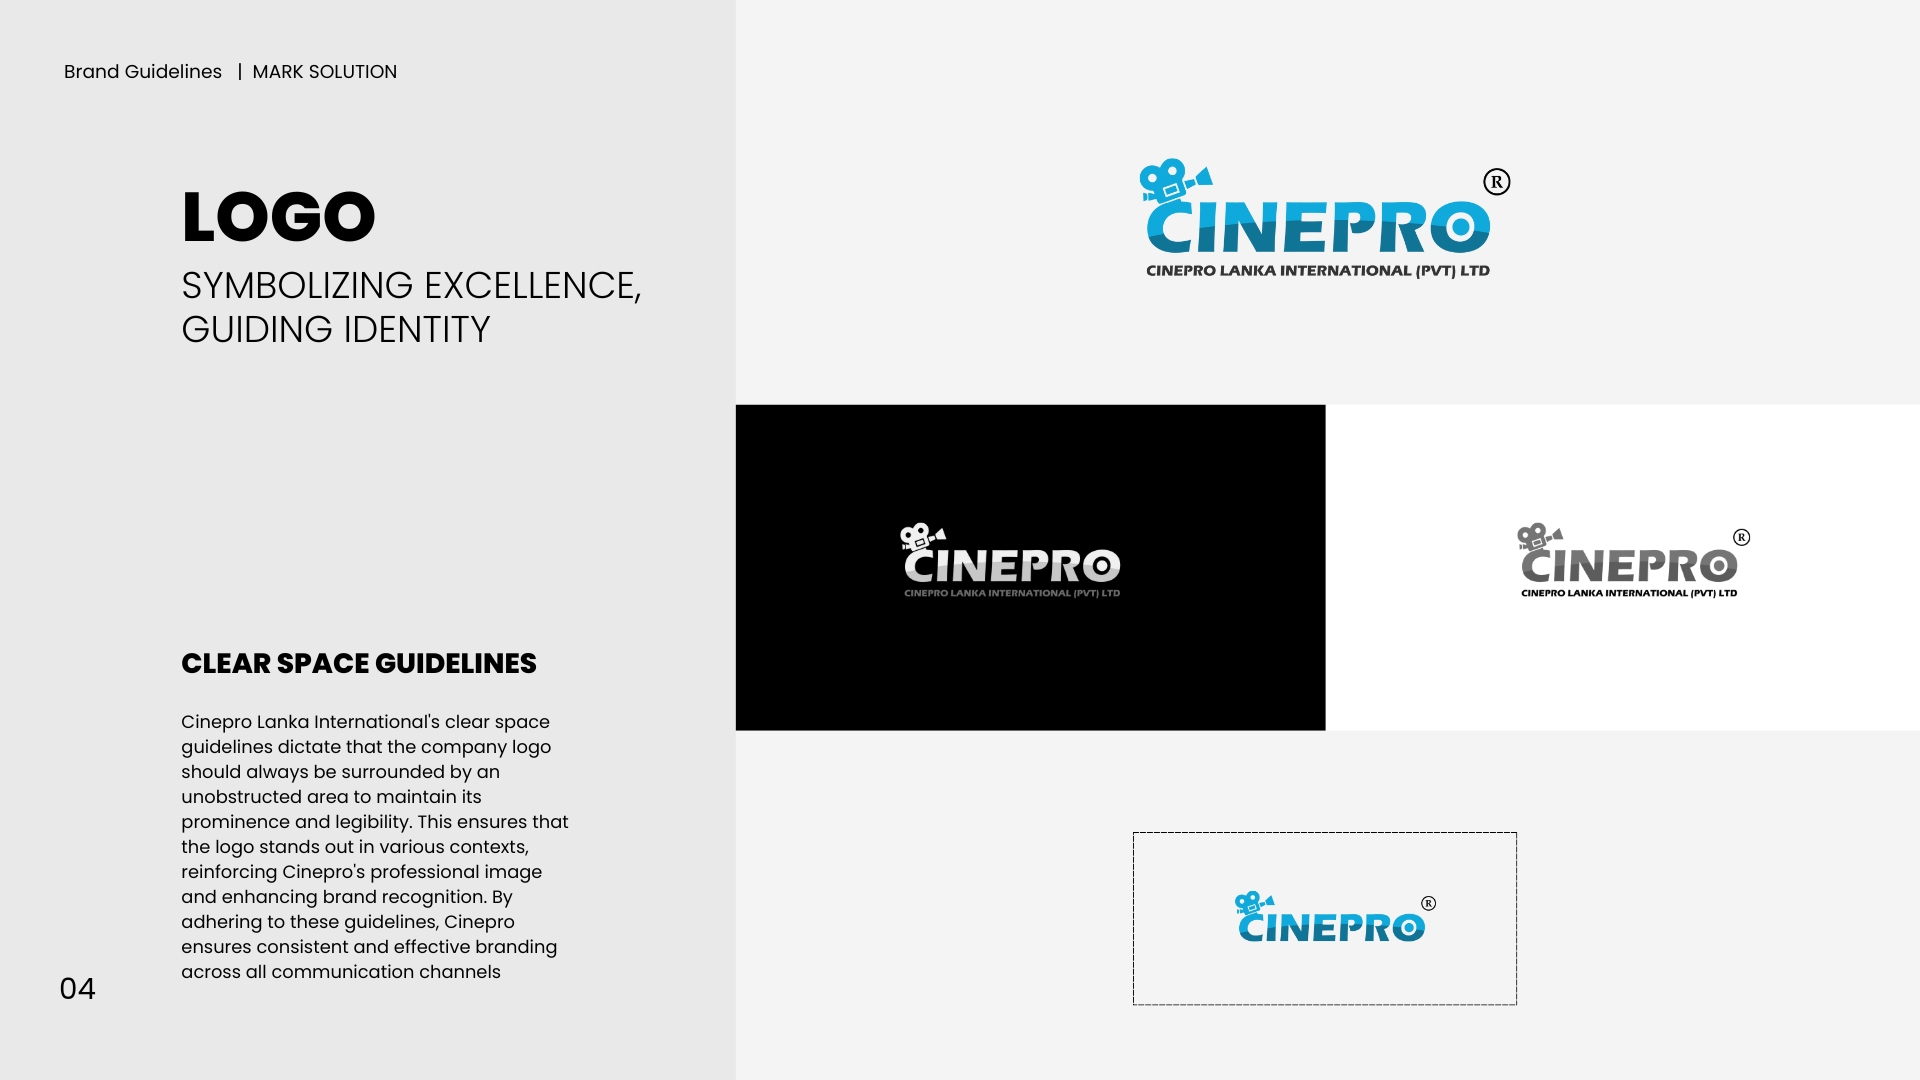 Brand Guidelines | MARK SOLUTION
LOGO
SYMBOLIZING EXCELLENCE,
GUIDING IDENTITY
CLEAR SPACE GUIDELINES
Cinepro Lanka International's clear space
guidelines dictate that the company logo
should always be surrounded by an
unobstructed area to maintain its
prominence and legibility. This ensures that
the logo stands out in various contexts,
reinforcing Cinepro's professional image
and enhancing brand recognition. By
adhering to these guidelines, Cinepro
ensures consistent and effective branding
across all communication channels
04
CINEPRO ®
CINEPRO LANKA INTERNATIONAL (PVT) LTD
CINEPRO
CINEPRO LANKA INTERNATIONAL (PVT) LTD
CINEPRO ®
CINEPRO LANKA INTERNATIONAL (PVT) LTD
CINEPRO ®